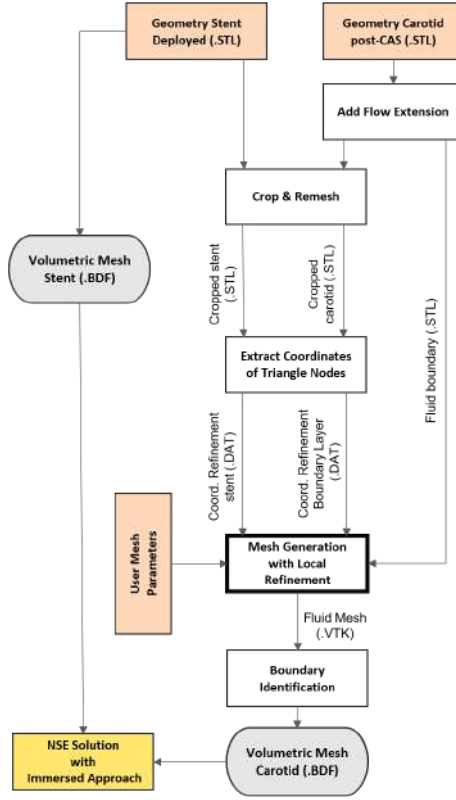 Geometry Stent
Deployed (.STL)
Geometry Carotid
post-CAS (.STL)
Add Flow Extension
Crop & Remesh
Volumetric Mesh
Stent (.BDF)
Cropped stent
(.STL)
Cropped
carotid (.STL)
Fluid boundary (.STL)
Extract Coordinates
of Triangle Nodes
Coord. Refinement
stent (.DAT)
Coord. Refinement
Boundary Layer
(.DAT)
User Mesh
Parameters
Mesh Generation
with Local
Refinement
Fluid Mesh
(.VTK)
Boundary
Identification
NSE Solution
with
Immersed Approach
Volumetric Mesh
Carotid (.BDF)